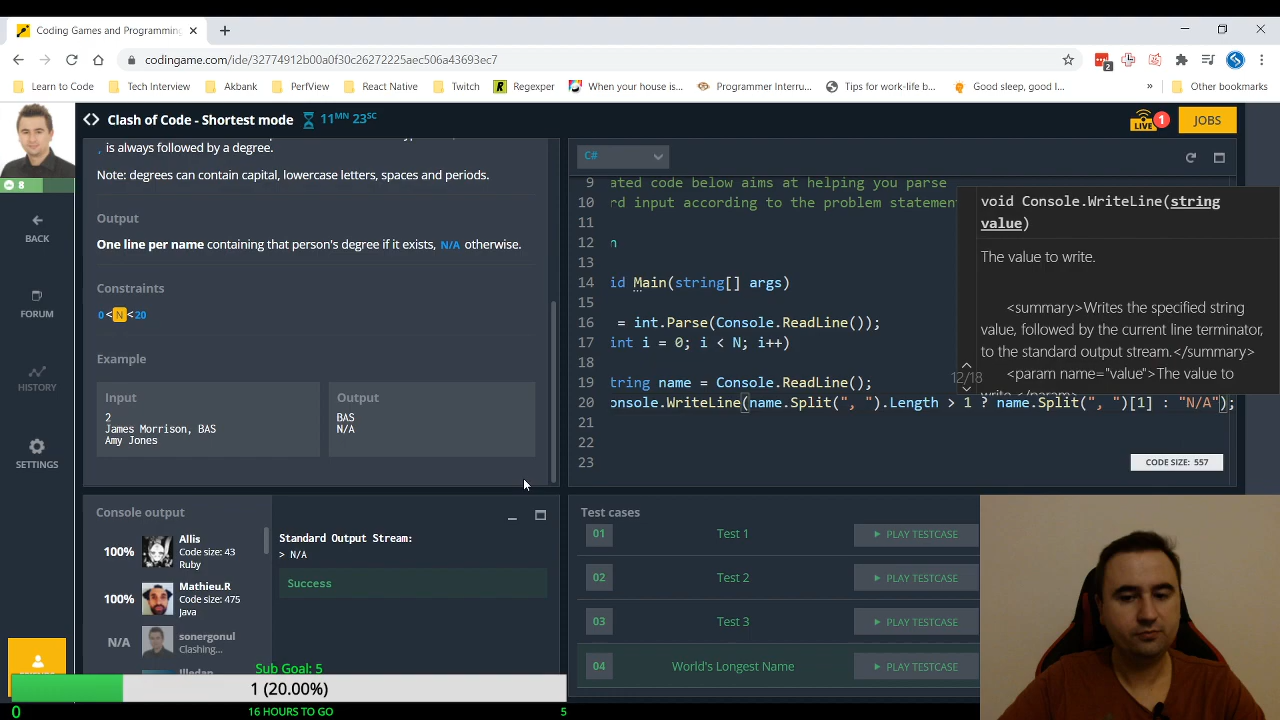 Coding Games and Programming
codingame.com/ide/32774912b00a0f30c26272015aec506a43693ec7
2
Learn to Code
Tech Interview
Akbank
PerfView
React Native
Twitch
Regexper
When your house is...
Programmer Interru...
Tips for work-life b...
Good sleep, good l...
»
Other bookmarks
Clash of Code - Shortest mode
11MN 23SC
LIVE
1
JOBS
8
BACK
FORUM
HISTORY
SETTINGS
, is always followed by a degree.
Note: degrees can contain capital, lowercase letters, spaces and periods.
Output
One line per name containing that person's degree if it exists, N/A otherwise.
Constraints
0<N<20
Example
Input
2
James Morrison, BAS
Amy Jones
Output
BAS
N/A
C#
9 ated code below aims at helping you parse
10 rd input according to the problem statement
11
12 n
13
14 id Main(string[] args)
15
16 = int.Parse(Console.ReadLine());
17 int i = 0; i < N; i++)
18
19 tring name = Console.ReadLine();
20 onsole.WriteLine(name.Split(", ").Length > 1 ? name.Split(", ")[1] : "N/A");
21
22
23
void Console.WriteLine(string
value)
The value to write.
<summary>Writes the specified string
value, followed by the current line terminator,
to the standard output stream.</summary>
<param name="value">The value to
12/18
CODE SIZE: 557
Console output
100%
Allis
Code size: 43
Ruby
100%
Mathieu.R
Code size: 475
Java
N/A
sonergonul
Clashing...
Standard Output Stream:
> N/A
Success
Test cases
01 Test 1 PLAY TESTCASE
02 Test 2 PLAY TESTCASE
03 Test 3 PLAY TESTCASE
04 World's Longest Name PLAY TESTCASE
Sub Goal: 5
1 (20.00%)
0
16 HOURS TO GO
5